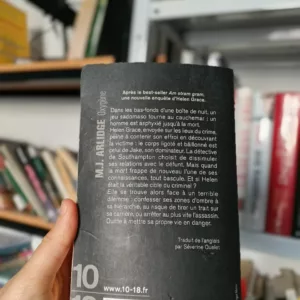 Après le best-seller Am stram gram,
une nouvelle enquête d'Helen Grace.
Dans les bas-fonds d'une boîte de nuit, un
jeu sadomaso tourne au cauchemar : un
homme est asphyxié jusqu'à la mort.
Helen Grace, envoyée sur les lieux du crime,
peine à contenir son effroi en découvrant
la victime : le corps ligoté et bâillonné est
celui de Jake, son dominateur. La détective
de Southampton choisit de dissimuler
ses relations avec le défunt. Mais quand
la mort frappe de nouveau l'une de ses
connaissances, tout bascule. Et si Helen
était la véritable cible du criminel ?
Elle se trouve alors face à un terrible
dilemme : confesser ses zones d'ombre à
sa hiérarchie, au risque de tirer un trait sur
sa carrière, ou arrêter au plus vite l'assassin.
Quitte à mettre sa propre vie en danger.
Traduit de l'anglais
par Séverine Quelet
M.J. ARLIDGE Oxygène
10
18
www.10-18.fr